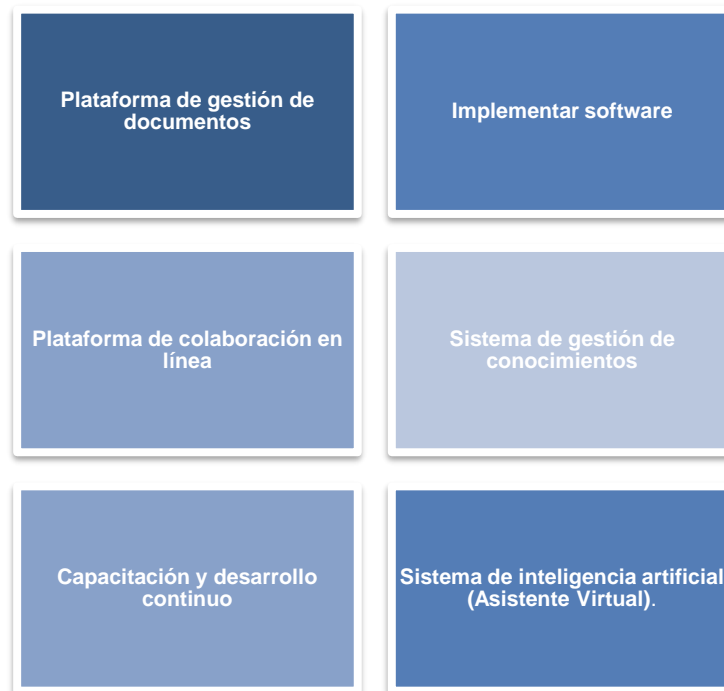 Plataforma de gestión de
documentos
Implementar software
Plataforma de colaboración en
línea
Sistema de gestión de
conocimientos
Capacitación y desarrollo
continuo
Sistema de inteligencia artificial
(Asistente Virtual).